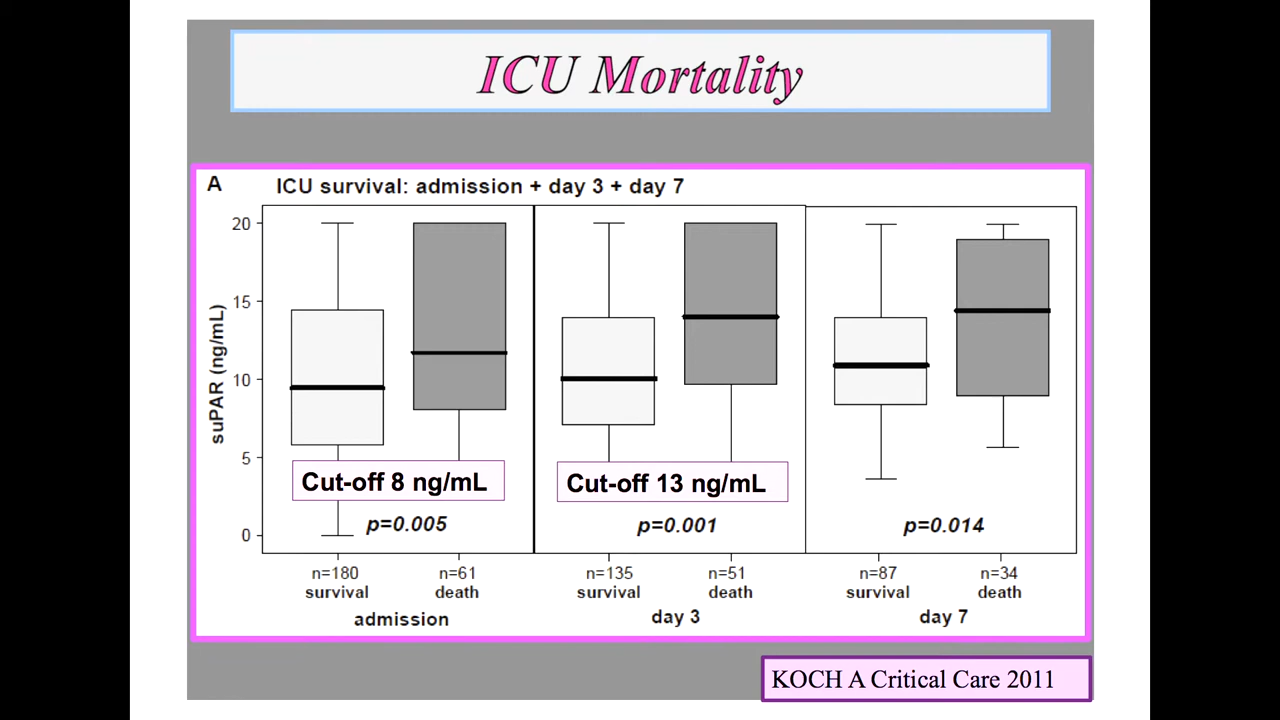 ICU Mortality
A ICU survival: admission + day 3 + day 7
suPAR (ng/mL)
20
15
10
5
0
Cut-off 8 ng/mL
Cut-off 13 ng/mL
p=0.005
p=0.001
p=0.014
n=180 n=61 n=135 n=51 n=87 n=34
survival death survival death survival death
admission day 3 day 7
KOCH A Critical Care 2011